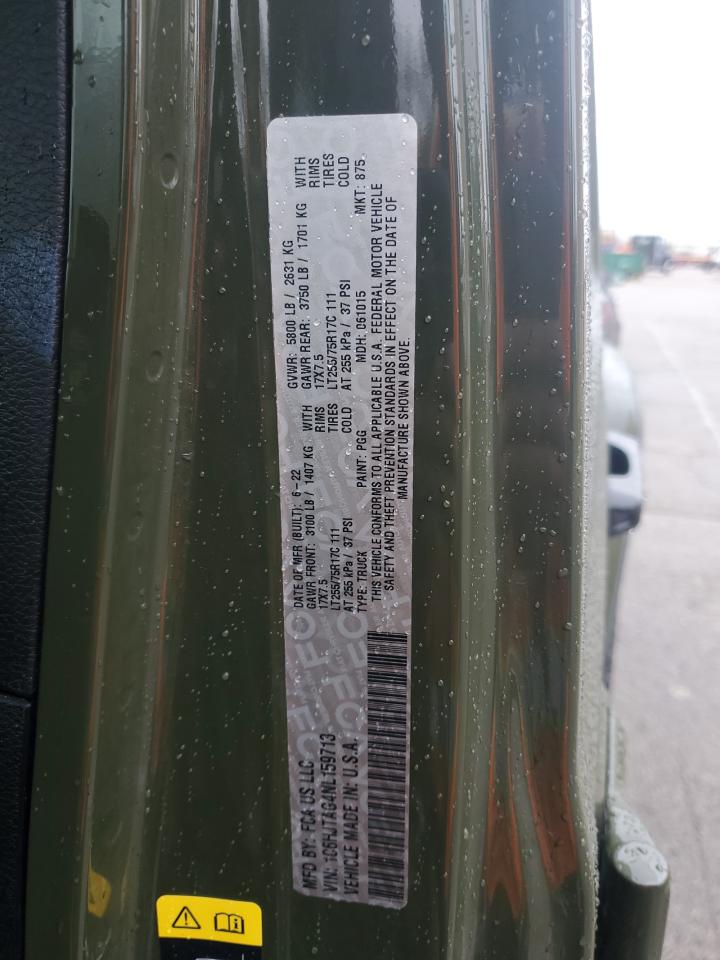 MFD BY: FCA US LLC
DATE OF MFR (BUILT): 6-22
GVWR: 5800 LB / 2631 KG
GAWR FRONT: 3100 LB / 1407 KG WITH
GAWR REAR: 3750 LB / 1701 KG WITH
17X7.5 RIMS
17X7.5 RIMS
LT255/75R17C 111 TIRES
LT255/75R17C 111 TIRES
AT 255 kPa / 37 PSI COLD
AT 255 kPa / 37 PSI COLD
VIN: 1C6HJTAG4NL159713
TYPE: TRUCK PAINT: PGG MDH: 061015 MKT: 875
VEHICLE MADE IN: U.S.A.
THIS VEHICLE CONFORMS TO ALL APPLICABLE U.S.A. FEDERAL MOTOR VEHICLE
SAFETY AND THEFT PREVENTION STANDARDS IN EFFECT ON THE DATE OF
MANUFACTURE SHOWN ABOVE.